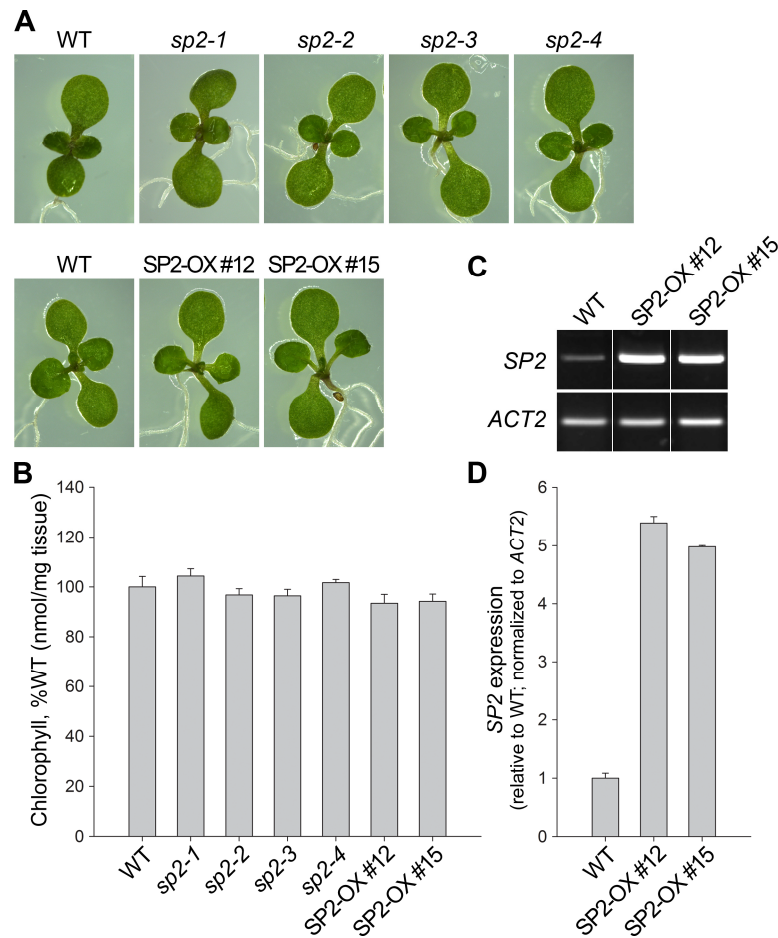 A
WT sp2-1 sp2-2 sp2-3 sp2-4
WT SP2-OX #12 SP2-OX #15
C
WT SP2-OX #12 SP2-OX #15
SP2
ACT2
B
Chlorophyll, %WT (nmol/mg tissue)
140
120
100
80
60
40
20
0
WT sp2-1 sp2-2 sp2-3 sp2-4 SP2-OX #12 SP2-OX #15
D
SP2 expression
(relative to WT; normalized to ACT2)
6
5
4
3
2
1
0
WT SP2-OX #12 SP2-OX #15